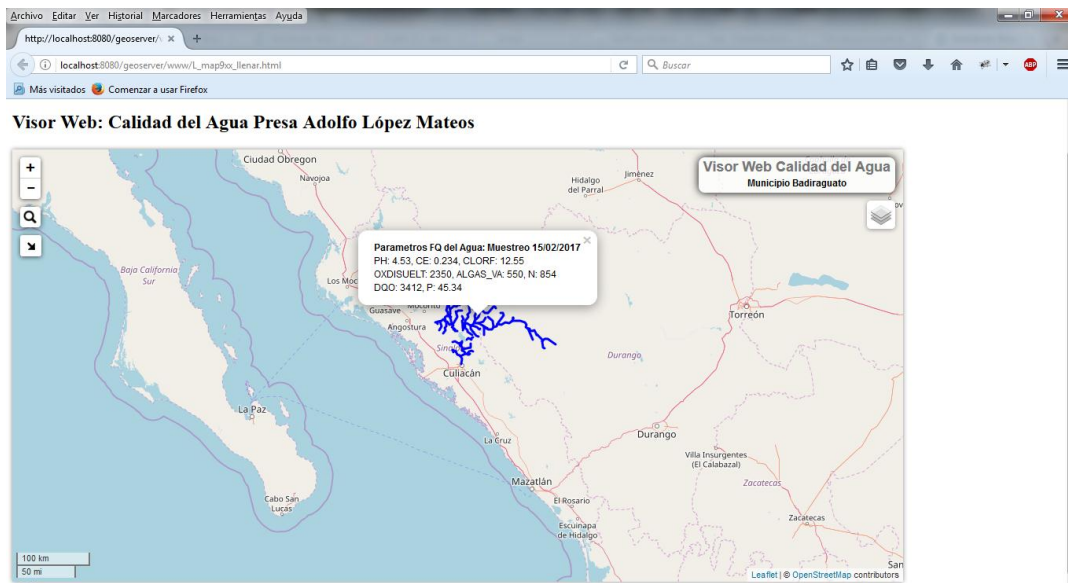 Archivo Editar Ver Historial Marcadores Herramientas Ayuda
http://localhost:8080/geoserver/
localhost:8080/geoserver/www/L_map9xx_llenar.html
Buscar
ABP
Más visitados Comenzar a usar Firefox
Visor Web: Calidad del Agua Presa Adolfo López Mateos
+
−
Visor Web Calidad del Agua
Municipio Badiraguato
Ciudad Obregon
Navojoa
Hidalgo
del Parral
Jiménez
Parametros FQ del Agua: Muestreo 15/02/2017
PH: 4.53, CE: 0.234, CLORF: 12.55
OXDISUELT: 2350, ALGAS_VA: 550, N: 854
DQO: 3412, P: 45.34
Baja California
Sur
Los
Guasave
Mocorito
Angostura
Culiacán
Torreón
Durango
La Paz
La Cruz
Durango
Villa Insurgentes
(El Calabazal)
Zacatecas
Mazatlán
El Rosario
Cabo San
Lucas
Escuinapa
de Hidalgo
Zacatecas
San
100 km
50 mi
Leaflet | © OpenStreetMap contributors